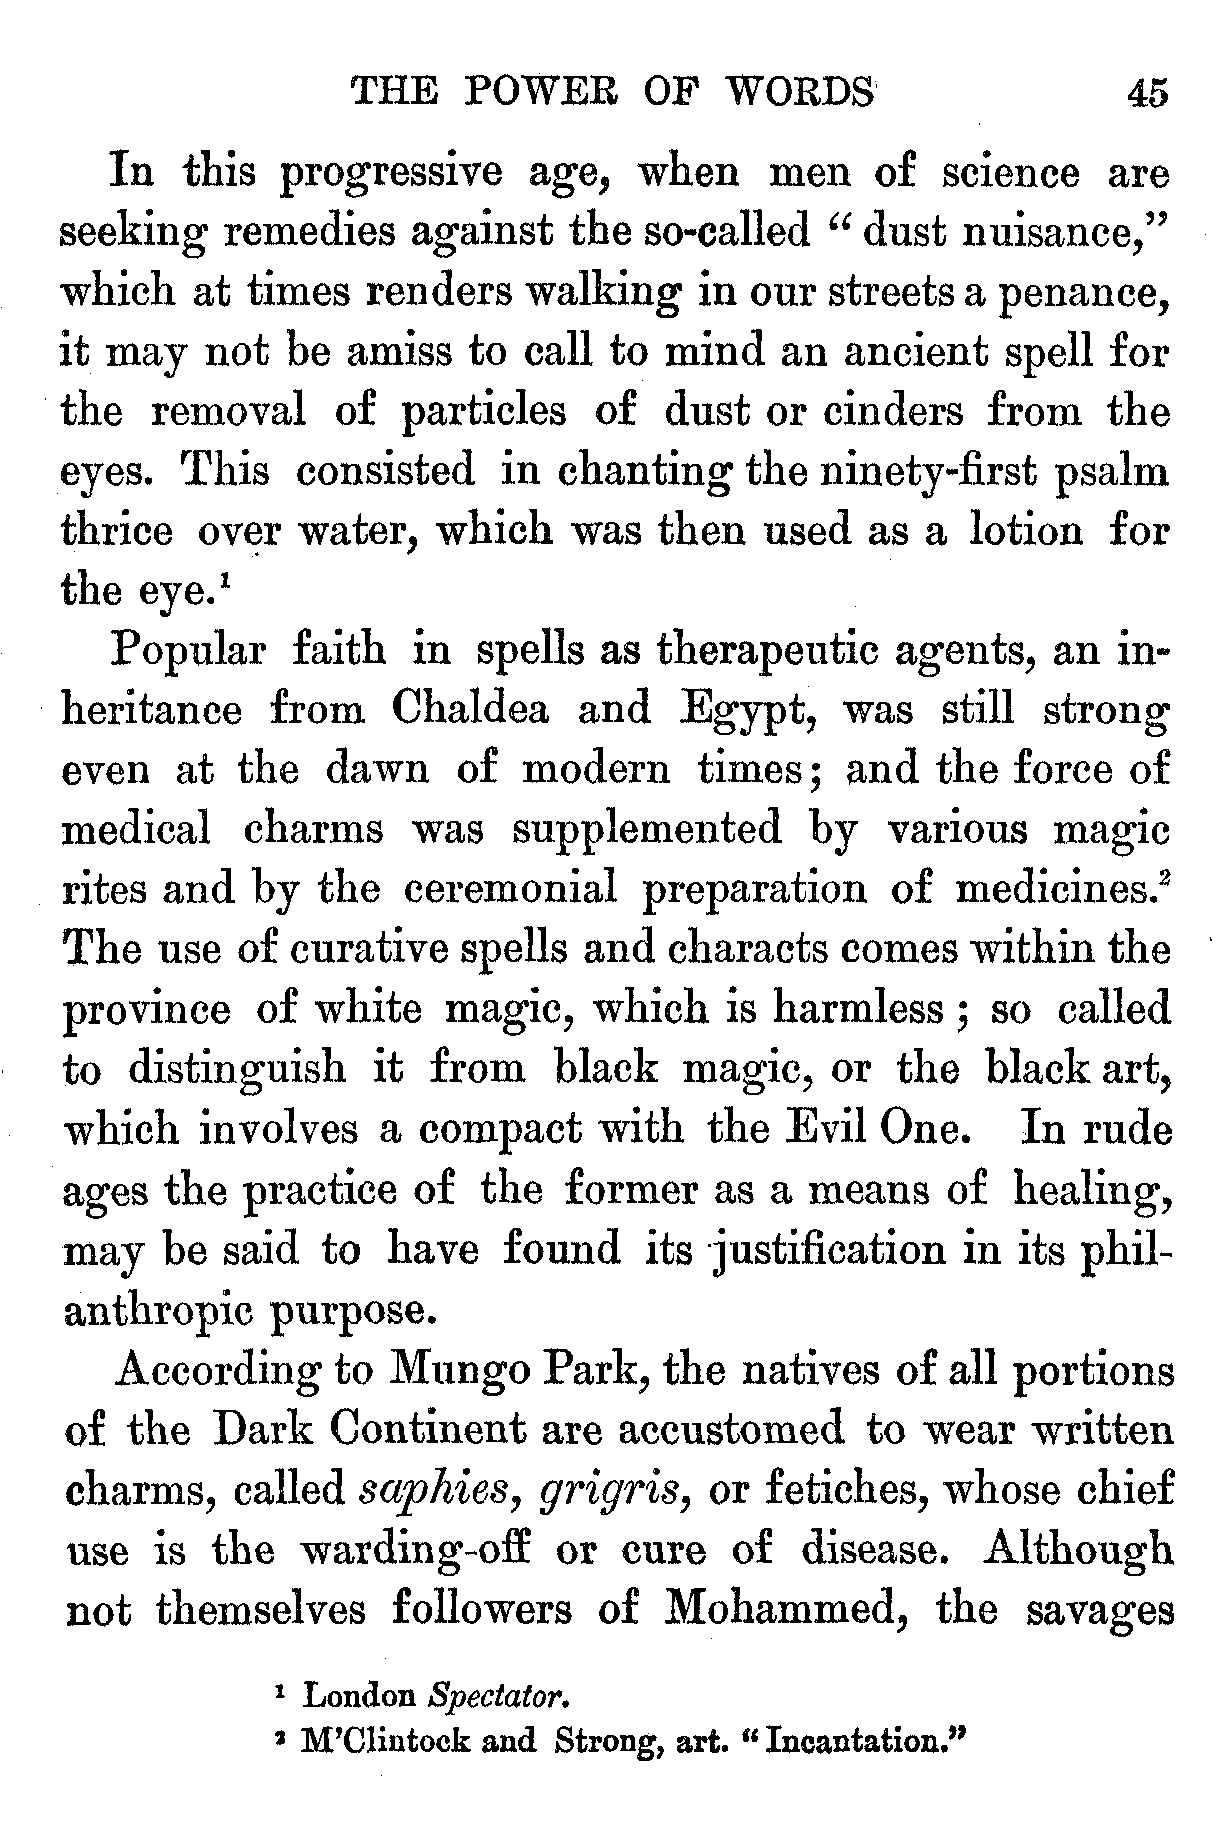 THE POWER OF WORDS 45
In this progressive age, when men of science are
seeking remedies against the so-called “ dust nuisance,”
which at times renders walking in our streets a penance,
it may not be amiss to call to mind an ancient spell for
the removal of particles of dust or cinders from the
eyes. This consisted in chanting the ninety-first psalm
thrice over water, which was then used as a lotion for
the eye.¹
Popular faith in spells as therapeutic agents, an in-
heritance from Chaldea and Egypt, was still strong
even at the dawn of modern times; and the force of
medical charms was supplemented by various magic
rites and by the ceremonial preparation of medicines.²
The use of curative spells and characts comes within the
province of white magic, which is harmless ; so called
to distinguish it from black magic, or the black art,
which involves a compact with the Evil One. In rude
ages the practice of the former as a means of healing,
may be said to have found its justification in its phil-
anthropic purpose.
According to Mungo Park, the natives of all portions
of the Dark Continent are accustomed to wear written
charms, called saphies, grigris, or fetiches, whose chief
use is the warding-off or cure of disease. Although
not themselves followers of Mohammed, the savages
¹ London Spectator.
² M’Clintock and Strong, art. “ Incantation.”